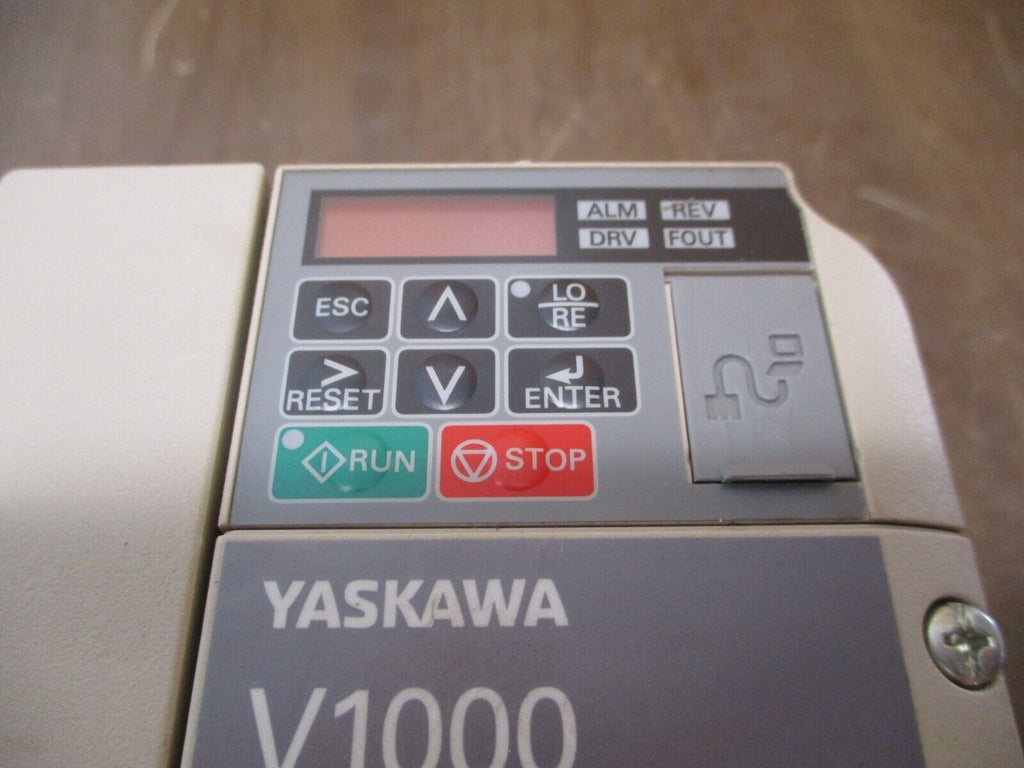 ALM REV
DRV FOUT
ESC ∧ LO
RE
>
RESET ∨ ENTER
RUN STOP
YASKAWA
V1000